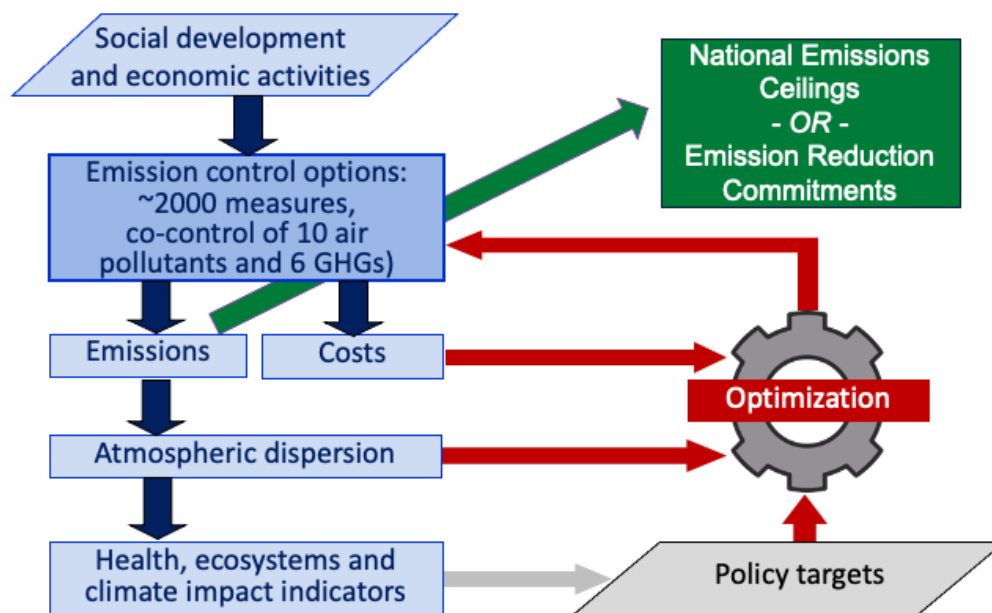 Social development
and economic activities
National Emissions
Ceilings
- OR -
Emission Reduction
Commitments
Emission control options:
~2000 measures,
co-control of 10 air
pollutants and 6 GHGs)
Emissions
Costs
Optimization
Atmospheric dispersion
Health, ecosystems and
climate impact indicators
Policy targets